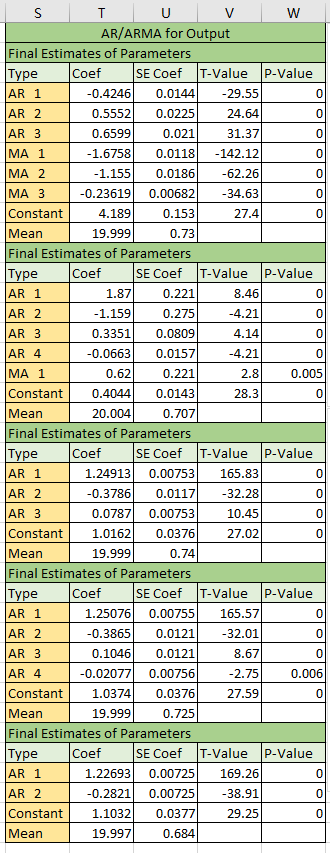 S T U V W
AR/ARMA for Output
Final Estimates of Parameters
Type Coef SE Coef T-Value P-Value
AR 1 -0.4246 0.0144 -29.55 0
AR 2 0.5552 0.0225 24.64 0
AR 3 0.6599 0.021 31.37 0
MA 1 -1.6758 0.0118 -142.12 0
MA 2 -1.155 0.0186 -62.26 0
MA 3 -0.23619 0.00682 -34.63 0
Constant 4.189 0.153 27.4 0
Mean 19.999 0.73
Final Estimates of Parameters
Type Coef SE Coef T-Value P-Value
AR 1 1.87 0.221 8.46 0
AR 2 -1.159 0.275 -4.21 0
AR 3 0.3351 0.0809 4.14 0
AR 4 -0.0663 0.0157 -4.21 0
MA 1 0.62 0.221 2.8 0.005
Constant 0.4044 0.0143 28.3 0
Mean 20.004 0.707
Final Estimates of Parameters
Type Coef SE Coef T-Value P-Value
AR 1 1.24913 0.00753 165.83 0
AR 2 -0.3786 0.0117 -32.28 0
AR 3 0.0787 0.00753 10.45 0
Constant 1.0162 0.0376 27.02 0
Mean 19.999 0.74
Final Estimates of Parameters
Type Coef SE Coef T-Value P-Value
AR 1 1.25076 0.00755 165.57 0
AR 2 -0.3865 0.0121 -32.01 0
AR 3 0.1046 0.0121 8.67 0
AR 4 -0.02077 0.00756 -2.75 0.006
Constant 1.0374 0.0376 27.59 0
Mean 19.999 0.725
Final Estimates of Parameters
Type Coef SE Coef T-Value P-Value
AR 1 1.22693 0.00725 169.26 0
AR 2 -0.2821 0.00725 -38.91 0
Constant 1.1032 0.0377 29.25 0
Mean 19.997 0.684